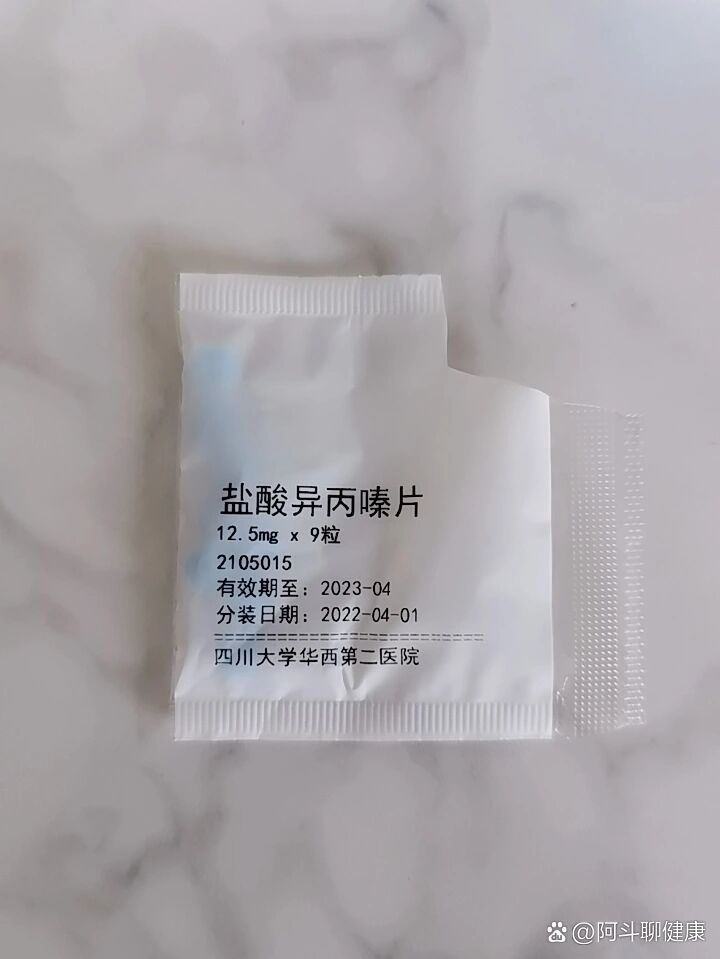 盐酸异丙嗪片
12.5mg x 9粒
2105015
有效期至: 2023-04
分装日期: 2022-04-01
================================
四川大学华西第二医院
du @阿斗聊健康